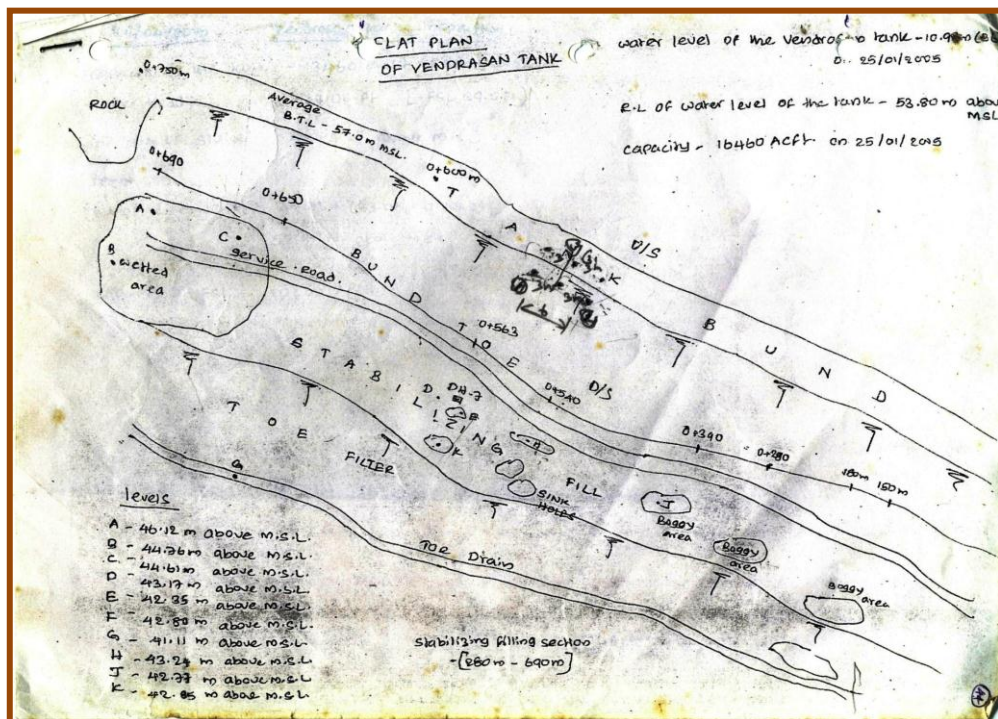 CLAT PLAN
OF VENDRASAN TANK
water level of the
tank - 10.9
25/01/2005
R.L of water level of the tank - 53.80 m above
MSL
capacity - 16460 ACft on 25/01/2005
0+750m
ROCK
Average
B.T.L - 57.0m MSL.
0+600m
0+690
0+650
T A N K
B U N D
U/S
A
C
B
Wetted
area
Service Road.
B U N D
T O E
0+563
0+540
D/S
0+390
0+280
180m
150m
S T A B I L I Z I N G
FILL
D
DH-7
E
K
H
SINK
HOLES
J
Boggy
area
Boggy
area
Boggy
area
T O E
FILTER
G
TOE Drain
levels
A - 46.12 m above M.S.L.
B - 44.76 m above M.S.L.
C - 44.61 m above M.S.L.
D - 43.17 m above M.S.L.
E - 42.35 m above M.S.L.
F - 42.80 m above M.S.L.
G - 41.11 m above M.S.L.
H - 43.24 m above M.S.L.
J - 42.77 m above M.S.L.
K - 42.85 m above M.S.L.
Stabilizing filling section
-[280m - 690m]